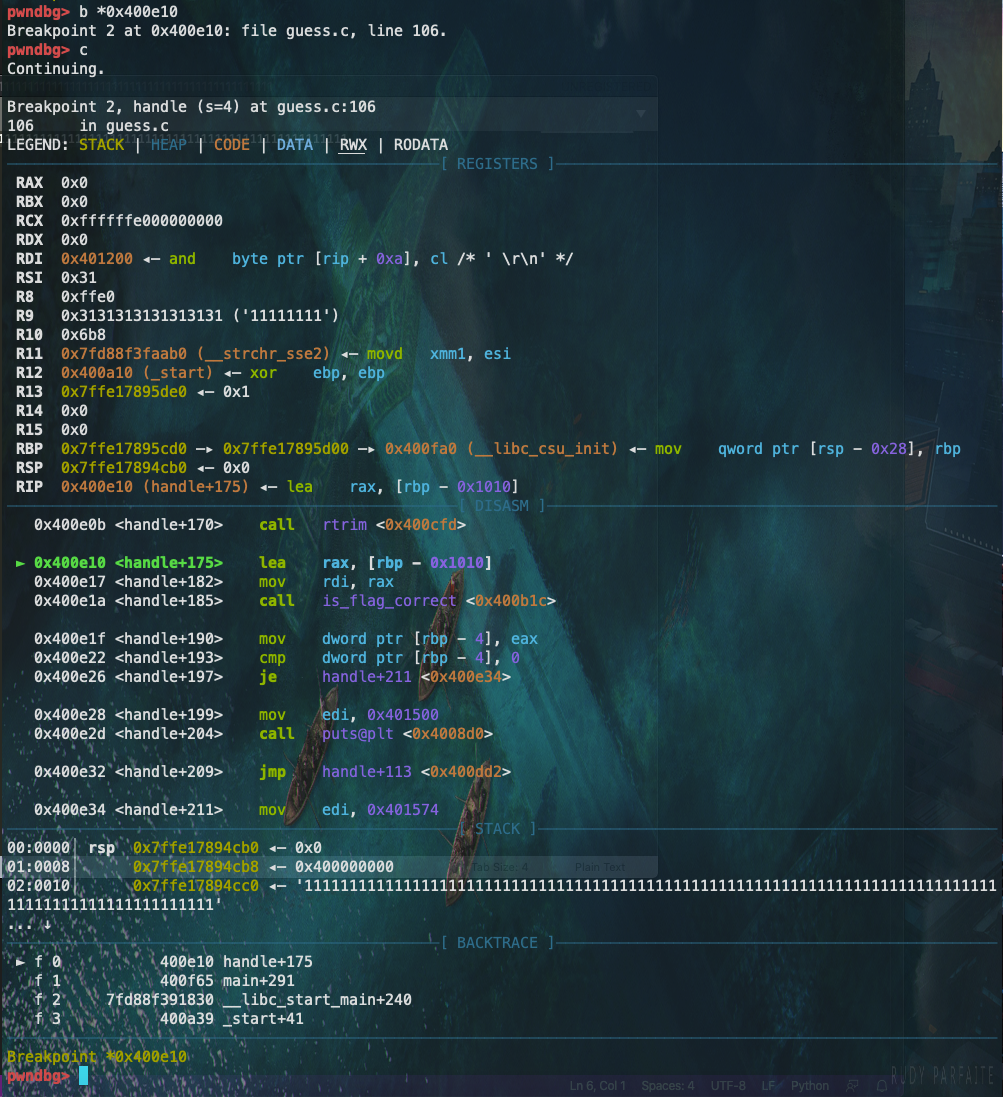 pwndbg> b *0x400e10
Breakpoint 2 at 0x400e10: file guess.c, line 106.
pwndbg> c
Continuing.
Breakpoint 2, handle (s=4) at guess.c:106
106     in guess.c
LEGEND: STACK | HEAP | CODE | DATA | RWX | RODATA
[ REGISTERS ]
RAX  0x0
RBX  0x0
RCX  0xffffffe000000000
RDX  0x0
RDI  0x401200 ◂— and    byte ptr [rip + 0xa], cl /* ' \r\n' */
RSI  0x31
R8   0xffe0
R9   0x3131313131313131 ('11111111')
R10  0x6b8
R11  0x7fd88f3faab0 (__strchr_sse2) ◂— movd   xmm1, esi
R12  0x400a10 (_start) ◂— xor    ebp, ebp
R13  0x7ffe17895de0 ◂— 0x1
R14  0x0
R15  0x0
RBP  0x7ffe17895cd0 —▸ 0x7ffe17895d00 —▸ 0x400fa0 (__libc_csu_init) ◂— mov    qword ptr [rsp - 0x28], rbp
RSP  0x7ffe17894cb0 ◂— 0x0
RIP  0x400e10 (handle+175) ◂— lea    rax, [rbp - 0x1010]
[ DISASM ]
0x400e0b <handle+170>    call   rtrim <0x400cfd>
► 0x400e10 <handle+175>    lea    rax, [rbp - 0x1010]
0x400e17 <handle+182>    mov    rdi, rax
0x400e1a <handle+185>    call   is_flag_correct <0x400b1c>
0x400e1f <handle+190>    mov    dword ptr [rbp - 4], eax
0x400e22 <handle+193>    cmp    dword ptr [rbp - 4], 0
0x400e26 <handle+197>    je     handle+211 <0x400e34>
0x400e28 <handle+199>    mov    edi, 0x401500
0x400e2d <handle+204>    call   puts@plt <0x4008d0>
0x400e32 <handle+209>    jmp    handle+113 <0x400dd2>
0x400e34 <handle+211>    mov    edi, 0x401574
[ STACK ]
00:0000│ rsp  0x7ffe17894cb0 ◂— 0x0
01:0008│      0x7ffe17894cb8 ◂— 0x400000000
Tab Size: 4    Plain Text
02:0010│      0x7ffe17894cc0 ◂—
... ↓
[ BACKTRACE ]
► f 0           400e10 handle+175
f 1           400f65 main+291
f 2     7fd88f391830 __libc_start_main+240
f 3           400a39 _start+41
Breakpoint *0x400e10
pwndbg>
RUDY PARFAITE
Ln 6, Col 1    Spaces: 4    UTF-8    LF    Python